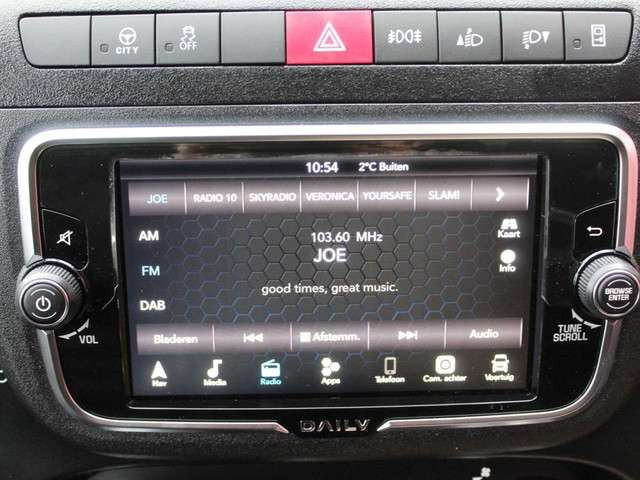 CITY OFF
10:54 2°C Buiten
JOE RADIO 10 SKYRADIO VERONICA YOURSAFE SLAM!
AM 103.60 MHz Kaart
JOE
FM Info
good times, great music.
DAB
VOL Bladeren Afstemm. Audio TUNE
SCROLL
BROWSE
ENTER
Nav Media Radio Apps Telefoon Cam. achter Voertuig
DAILY